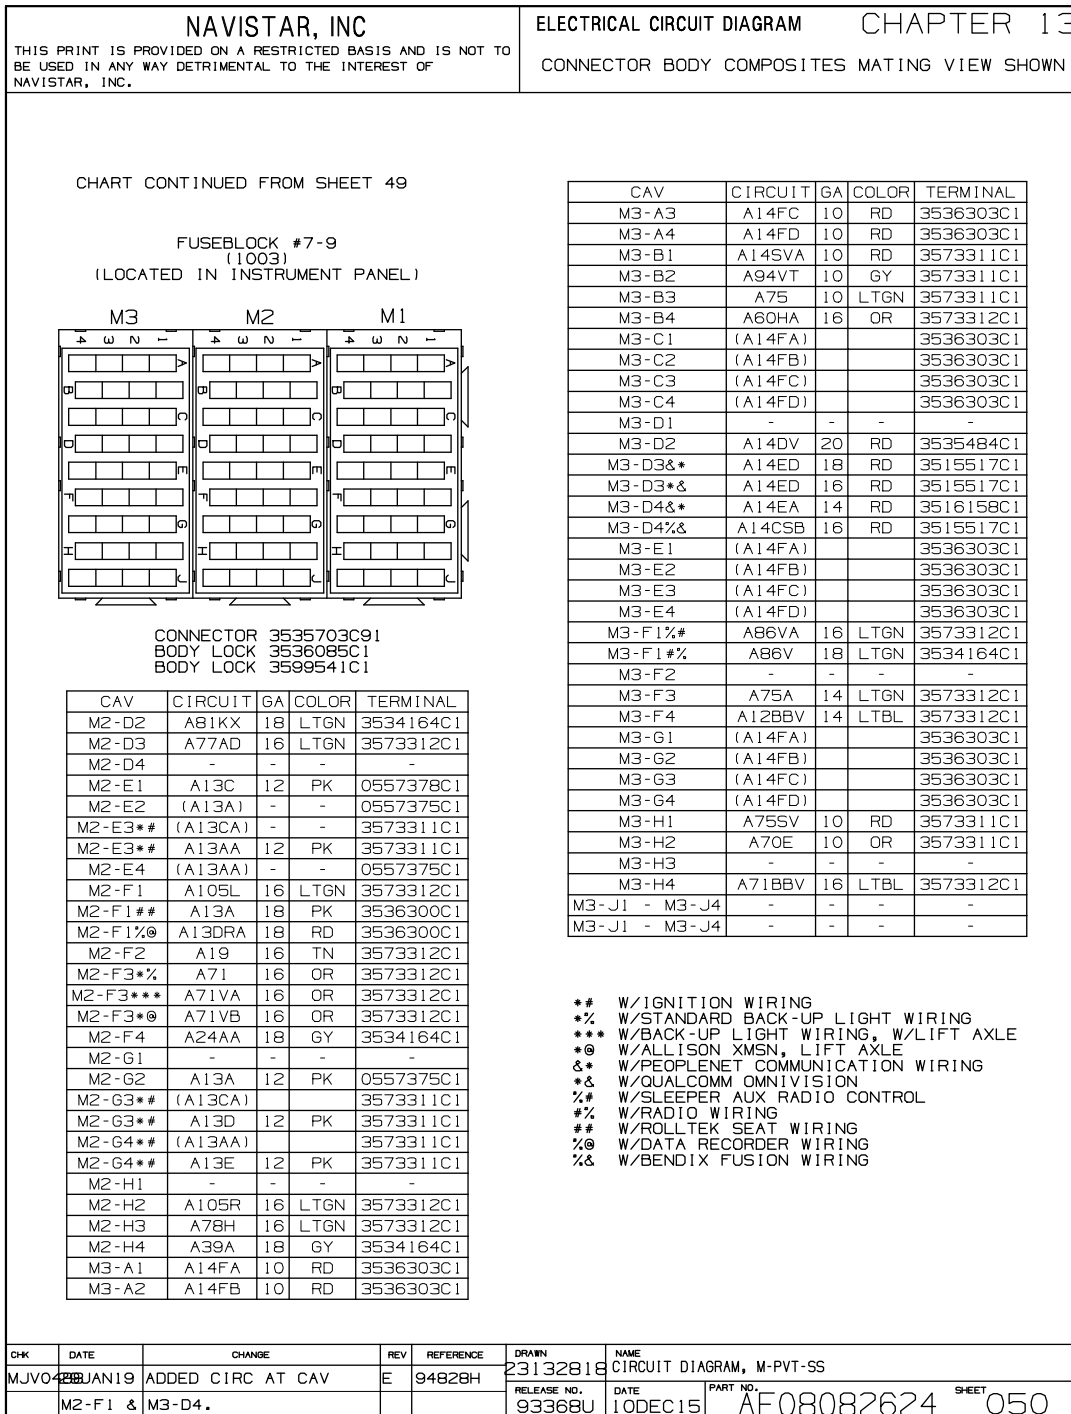 NAVISTAR, INC
THIS PRINT IS PROVIDED ON A RESTRICTED BASIS AND IS NOT TO
BE USED IN ANY WAY DETRIMENTAL TO THE INTEREST OF
NAVISTAR, INC.
ELECTRICAL CIRCUIT DIAGRAM CHAPTER 13
CONNECTOR BODY COMPOSITES MATING VIEW SHOWN
CHART CONTINUED FROM SHEET 49
FUSEBLOCK #7-9
(1003)
(LOCATED IN INSTRUMENT PANEL)
M3 M2 M1
4 3 2 1 4 3 2 1 4 3 2 1
A A A
B B B
C C C
D D D
E E E
F F F
G G G
H H H
J J J
CONNECTOR 3535703C91
BODY LOCK 3536085C1
BODY LOCK 3599541C1
CAV CIRCUIT GA COLOR TERMINAL
M2-D2 A81KX 18 LTGN 3534164C1
M2-D3 A77AD 16 LTGN 3573312C1
M2-D4 - - - -
M2-E1 A13C 12 PK 0557378C1
M2-E2 (A13A) - - 0557375C1
M2-E3*# (A13CA) - - 3573311C1
M2-E3*# A13AA 12 PK 3573311C1
M2-E4 (A13AA) - - 0557375C1
M2-F1 A105L 16 LTGN 3573312C1
M2-F1## A13A 18 PK 3536300C1
M2-F1%@ A13DRA 18 RD 3536300C1
M2-F2 A19 16 TN 3573312C1
M2-F3*% A71 16 OR 3573312C1
M2-F3*** A71VA 16 OR 3573312C1
M2-F3*@ A71VB 16 OR 3573312C1
M2-F4 A24AA 18 GY 3534164C1
M2-G1 - - - -
M2-G2 A13A 12 PK 0557375C1
M2-G3*# (A13CA) 3573311C1
M2-G3*# A13D 12 PK 3573311C1
M2-G4*# (A13AA) 3573311C1
M2-G4*# A13E 12 PK 3573311C1
M2-H1 - - - -
M2-H2 A105R 16 LTGN 3573312C1
M2-H3 A78H 16 LTGN 3573312C1
M2-H4 A39A 18 GY 3534164C1
M3-A1 A14FA 10 RD 3536303C1
M3-A2 A14FB 10 RD 3536303C1
CAV CIRCUIT GA COLOR TERMINAL
M3-A3 A14FC 10 RD 3536303C1
M3-A4 A14FD 10 RD 3536303C1
M3-B1 A14SVA 10 RD 3573311C1
M3-B2 A94VT 10 GY 3573311C1
M3-B3 A75 10 LTGN 3573311C1
M3-B4 A60HA 16 OR 3573312C1
M3-C1 (A14FA) 3536303C1
M3-C2 (A14FB) 3536303C1
M3-C3 (A14FC) 3536303C1
M3-C4 (A14FD) 3536303C1
M3-D1 - - - -
M3-D2 A14DV 20 RD 3535484C1
M3-D3&* A14ED 18 RD 3515517C1
M3-D3*& A14ED 16 RD 3515517C1
M3-D4&* A14EA 14 RD 3516158C1
M3-D4%& A14CSB 16 RD 3515517C1
M3-E1 (A14FA) 3536303C1
M3-E2 (A14FB) 3536303C1
M3-E3 (A14FC) 3536303C1
M3-E4 (A14FD) 3536303C1
M3-F1%# A86VA 16 LTGN 3573312C1
M3-F1#% A86V 18 LTGN 3534164C1
M3-F2 - - - -
M3-F3 A75A 14 LTGN 3573312C1
M3-F4 A12BBV 14 LTBL 3573312C1
M3-G1 (A14FA) 3536303C1
M3-G2 (A14FB) 3536303C1
M3-G3 (A14FC) 3536303C1
M3-G4 (A14FD) 3536303C1
M3-H1 A75SV 10 RD 3573311C1
M3-H2 A70E 10 OR 3573311C1
M3-H3 - - - -
M3-H4 A71BBV 16 LTBL 3573312C1
M3-J1 - M3-J4 - - - -
M3-J1 - M3-J4 - - - -
*# W/IGNITION WIRING
*% W/STANDARD BACK-UP LIGHT WIRING
*** W/BACK-UP LIGHT WIRING, W/LIFT AXLE
*@ W/ALLISON XMSN, LIFT AXLE
&* W/PEOPLENET COMMUNICATION WIRING
*& W/QUALCOMM OMNIVISION
%# W/SLEEPER AUX RADIO CONTROL
#% W/RADIO WIRING
## W/ROLLTEK SEAT WIRING
%@ W/DATA RECORDER WIRING
%& W/BENDIX FUSION WIRING
CHK DATE CHANGE REV REFERENCE
28JAN19 ADDED CIRC AT CAV E 94828H
M2-F1 & M3-D4.
DRAWN 23132818 NAME CIRCUIT DIAGRAM, M-PVT-SS
RELEASE NO. 93368U DATE 10DEC15 PART NO. AF08087674 SHEET 050